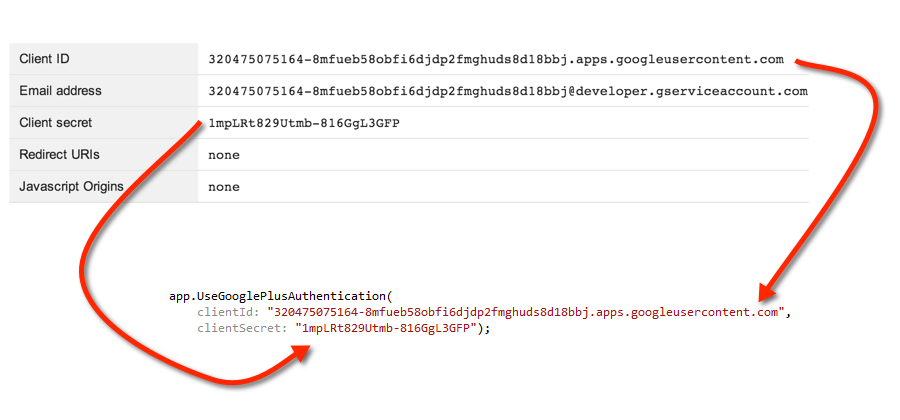 Client ID 320475075164-8mfueb58obfi6djdp2fmghuds8d18bbj.apps.googleusercontent.com
Email address 320475075164-8mfueb58obfi6djdp2fmghuds8d18bbj@developer.gserviceaccount.com
Client secret 1mpLRt829Utmb-816GgL3GFP
Redirect URIs none
Javascript Origins none
app.UseGooglePlusAuthentication(
clientId: "320475075164-8mfueb58obfi6djdp2fmghuds8d18bbj.apps.googleusercontent.com",
clientSecret: "1mpLRt829Utmb-816GgL3GFP");